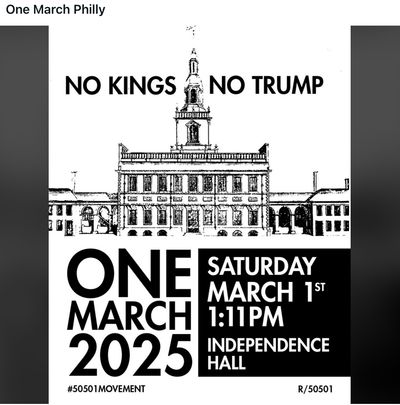 One March Philly
NO KINGS NO TRUMP
ONE
MARCH
2025
SATURDAY
MARCH 1ST
1:11PM
INDEPENDENCE
HALL
#50501MOVEMENT
R/50501